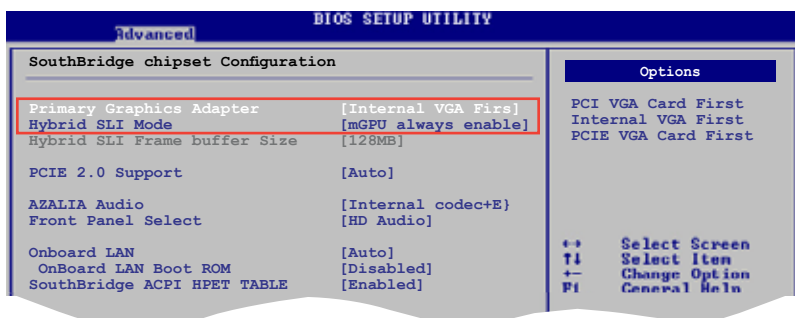 BIOS SETUP UTILITY
Advanced
SouthBridge chipset Configuration
Primary Graphics Adapter [Internal VGA Firs]
Hybrid SLI Mode [mGPU always enable]
Hybrid SLI Frame buffer Size [128MB]
PCIE 2.0 Support [Auto]
AZALIA Audio [Internal codec+E}
Front Panel Select [HD Audio]
Onboard LAN [Auto]
OnBoard LAN Boot ROM [Disabled]
SouthBridge ACPI HPET TABLE [Enabled]
Options
PCI VGA Card First
Internal VGA First
PCIE VGA Card First
↔ Select Screen
↑↓ Select Item
+- Change Option
F1 General Help